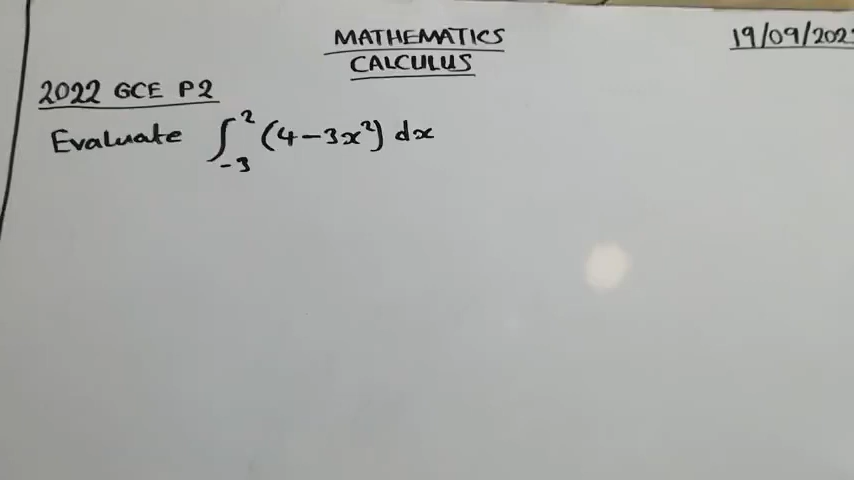 MATHEMATICS
CALCULUS
19/09/202
2022 GCE P2
Evaluate ∫₋₃² (4-3x²) dx